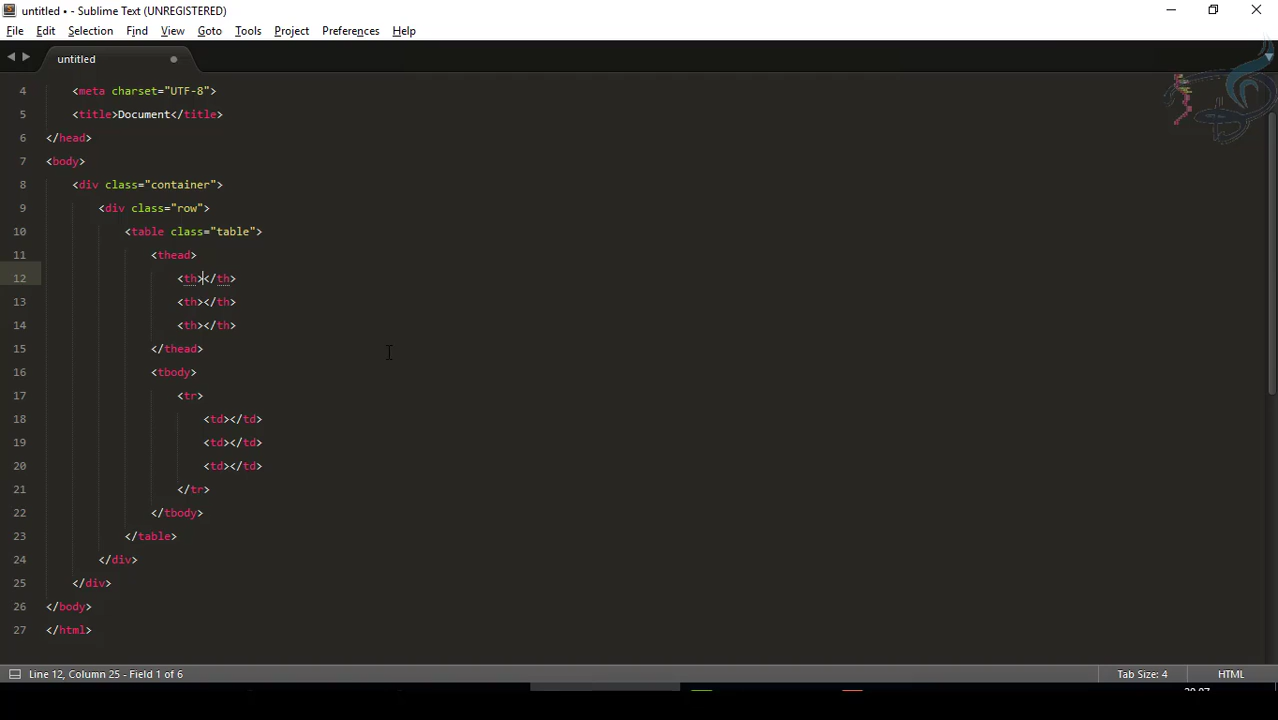 untitled • - Sublime Text (UNREGISTERED)
File Edit Selection Find View Goto Tools Project Preferences Help
untitled
4 <meta charset="UTF-8">
5 <title>Document</title>
6 </head>
7 <body>
8 <div class="container">
9 <div class="row">
10 <table class="table">
11 <thead>
12 <th></th>
13 <th></th>
14 <th></th>
15 </thead>
16 <tbody>
17 <tr>
18 <td></td>
19 <td></td>
20 <td></td>
21 </tr>
22 </tbody>
23 </table>
24 </div>
25 </div>
26 </body>
27 </html>
Line 12, Column 25 - Field 1 of 6 Tab Size: 4 HTML